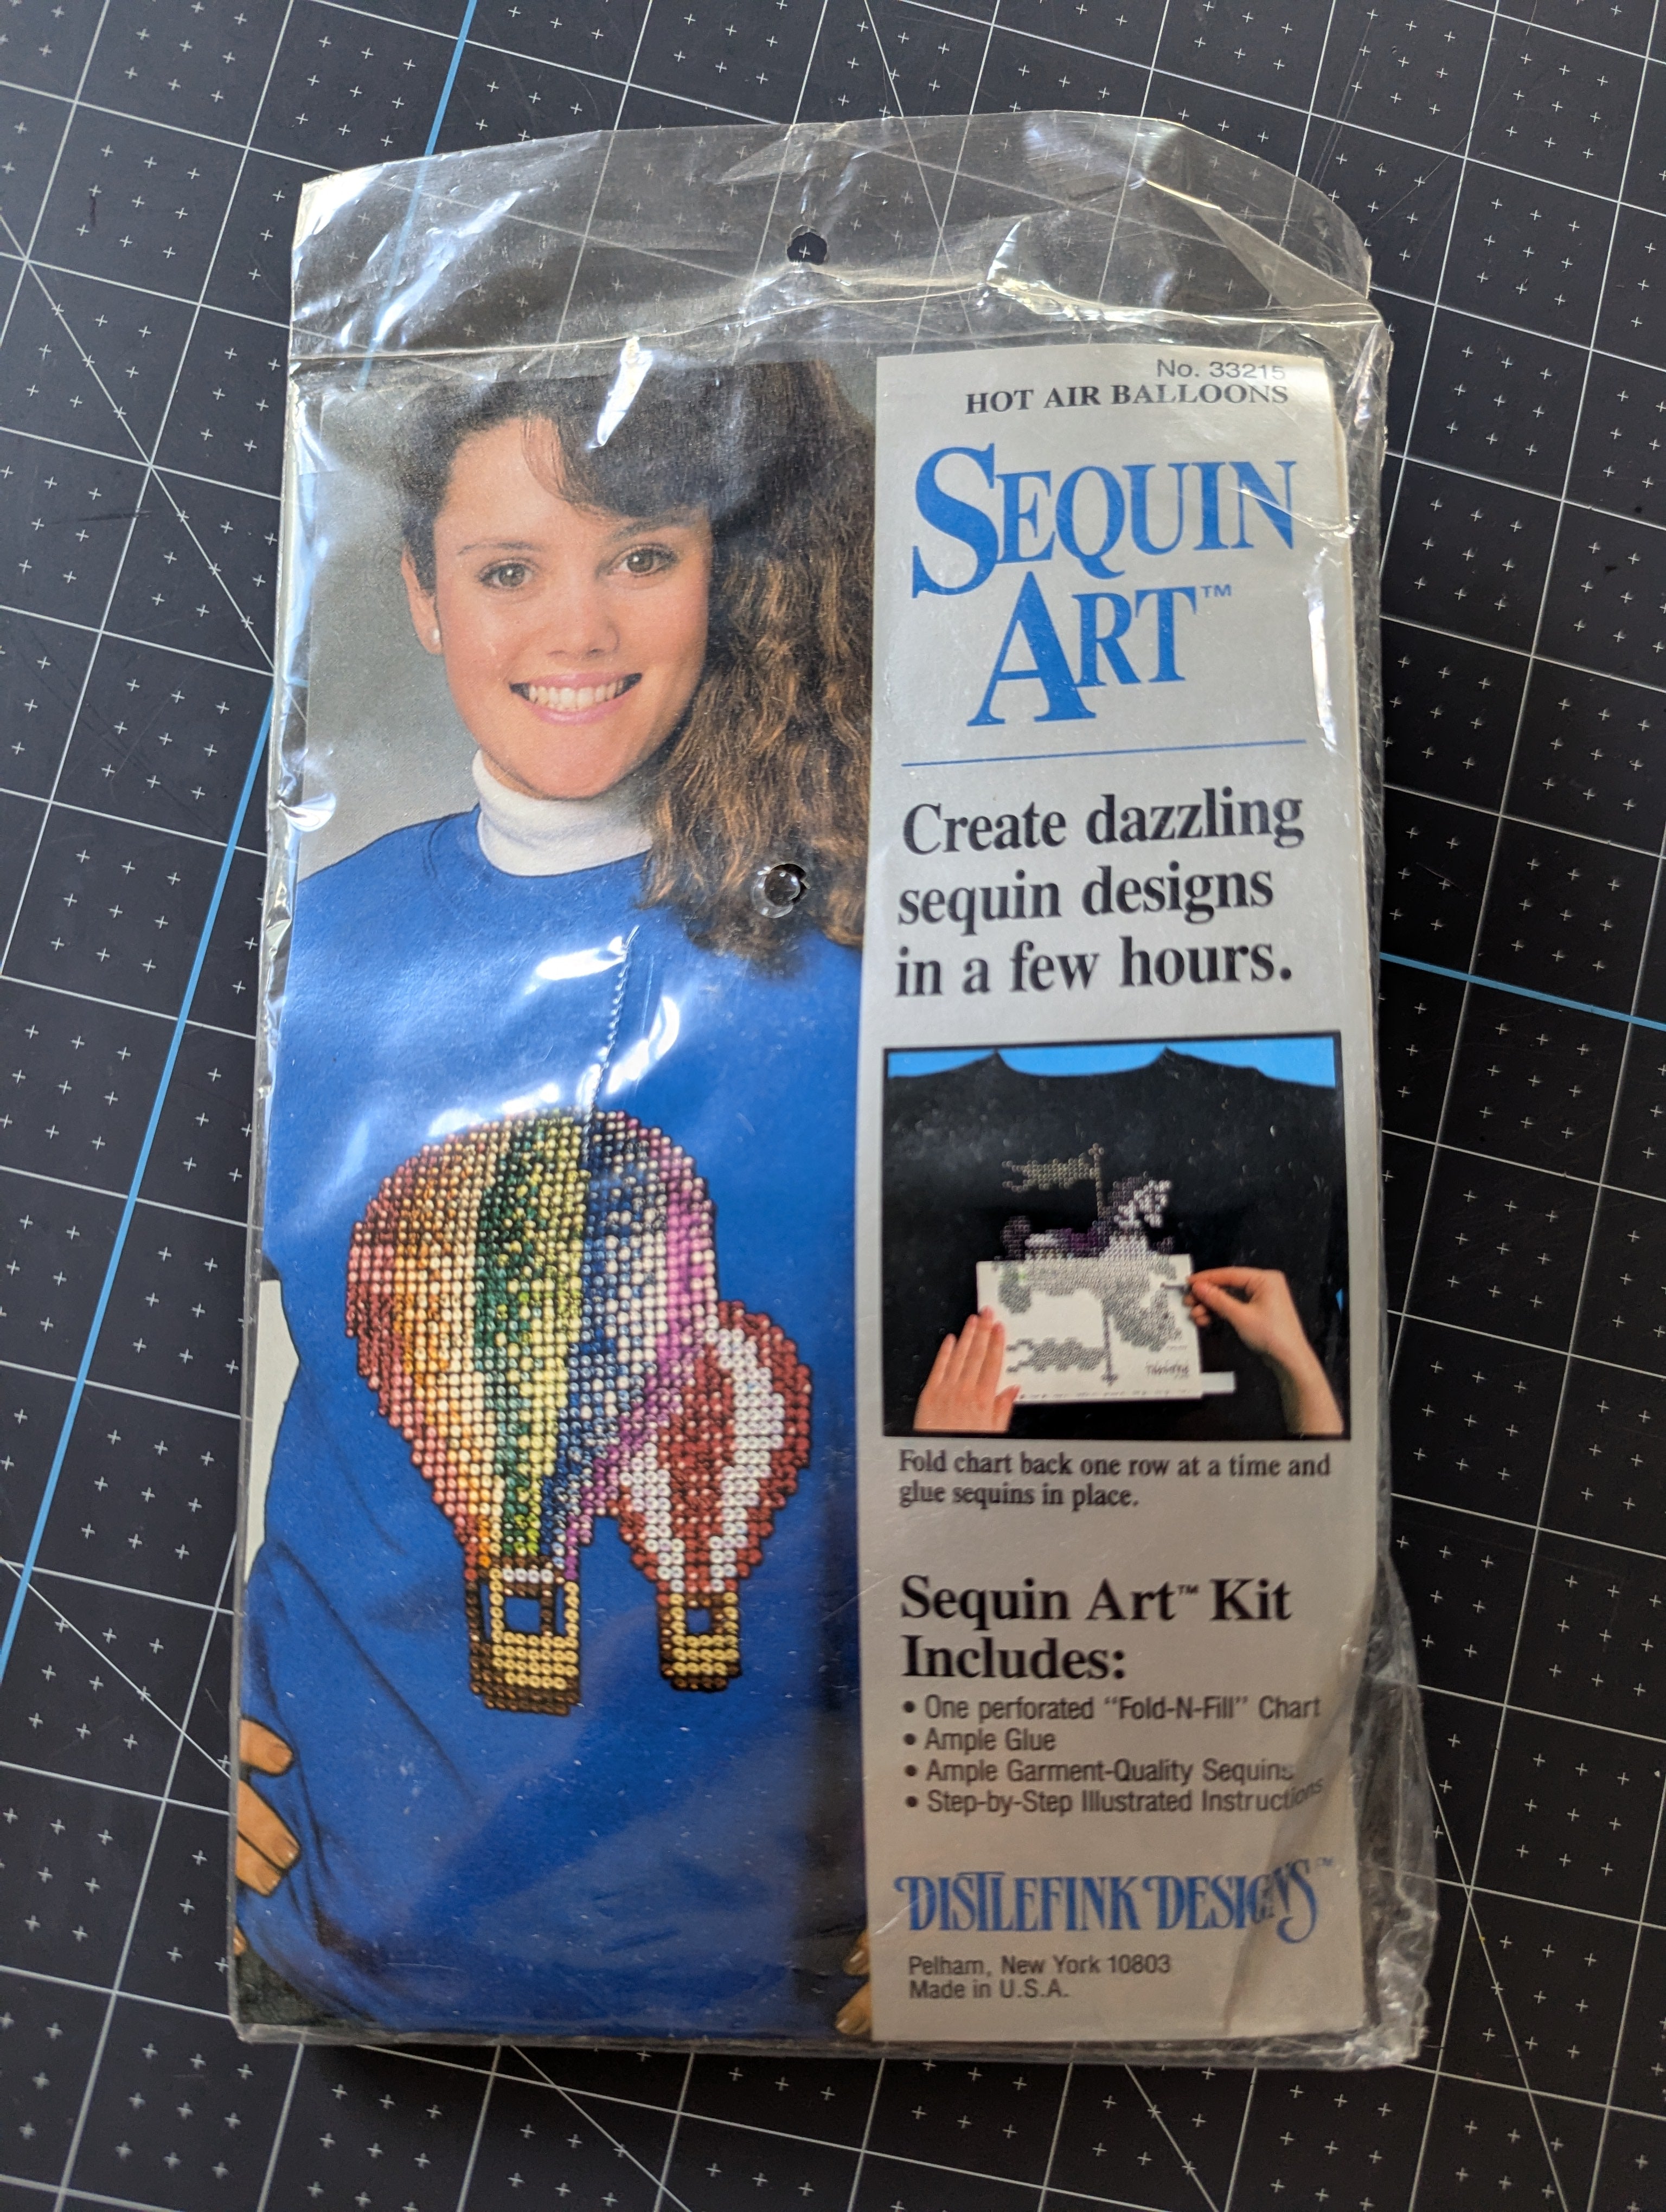 No. 33215
HOT AIR BALLOONS
SEQUIN
ART™
Create dazzling
sequin designs
in a few hours.
Fold chart back one row at a time and
glue sequins in place.
Sequin Art™ Kit
Includes:
• One perforated “Fold-N-Fill” Chart
• Ample Glue
• Ample Garment-Quality Sequins
• Step-by-Step Illustrated Instructions
DISTLEFINK DESIGNS™
Pelham, New York 10803
Made in U.S.A.